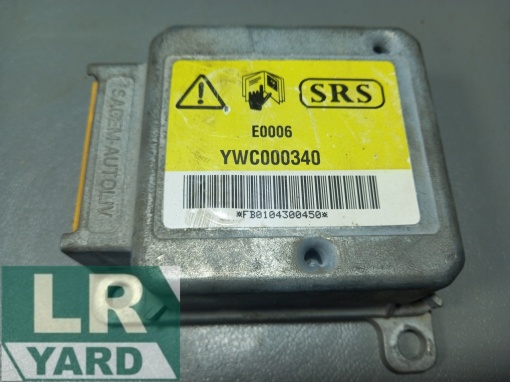 SRS
E0006
YWC000340
*FB0104300450*
SAGEM-AUTOLIV
LR
YARD